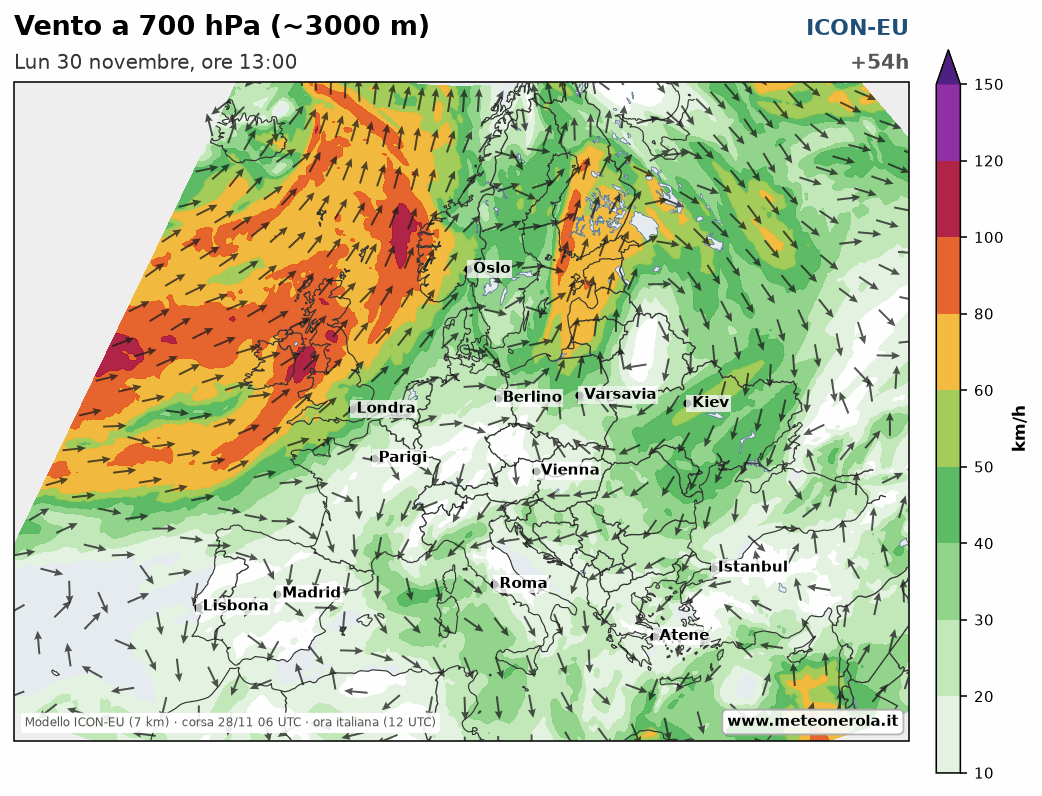 Vento a 700 hPa (~3000 m)
ICON-EU
Lun 30 novembre, ore 13:00
+54h
150
120
100
80
60
50
40
30
20
10
km/h
Oslo
Berlino
Varsavia
Kiev
Londra
Parigi
Vienna
Istanbul
Roma
Madrid
Lisbona
Atene
Modello ICON-EU (7 km) · corsa 28/11 06 UTC · ora italiana (12 UTC)
www.meteonerola.it